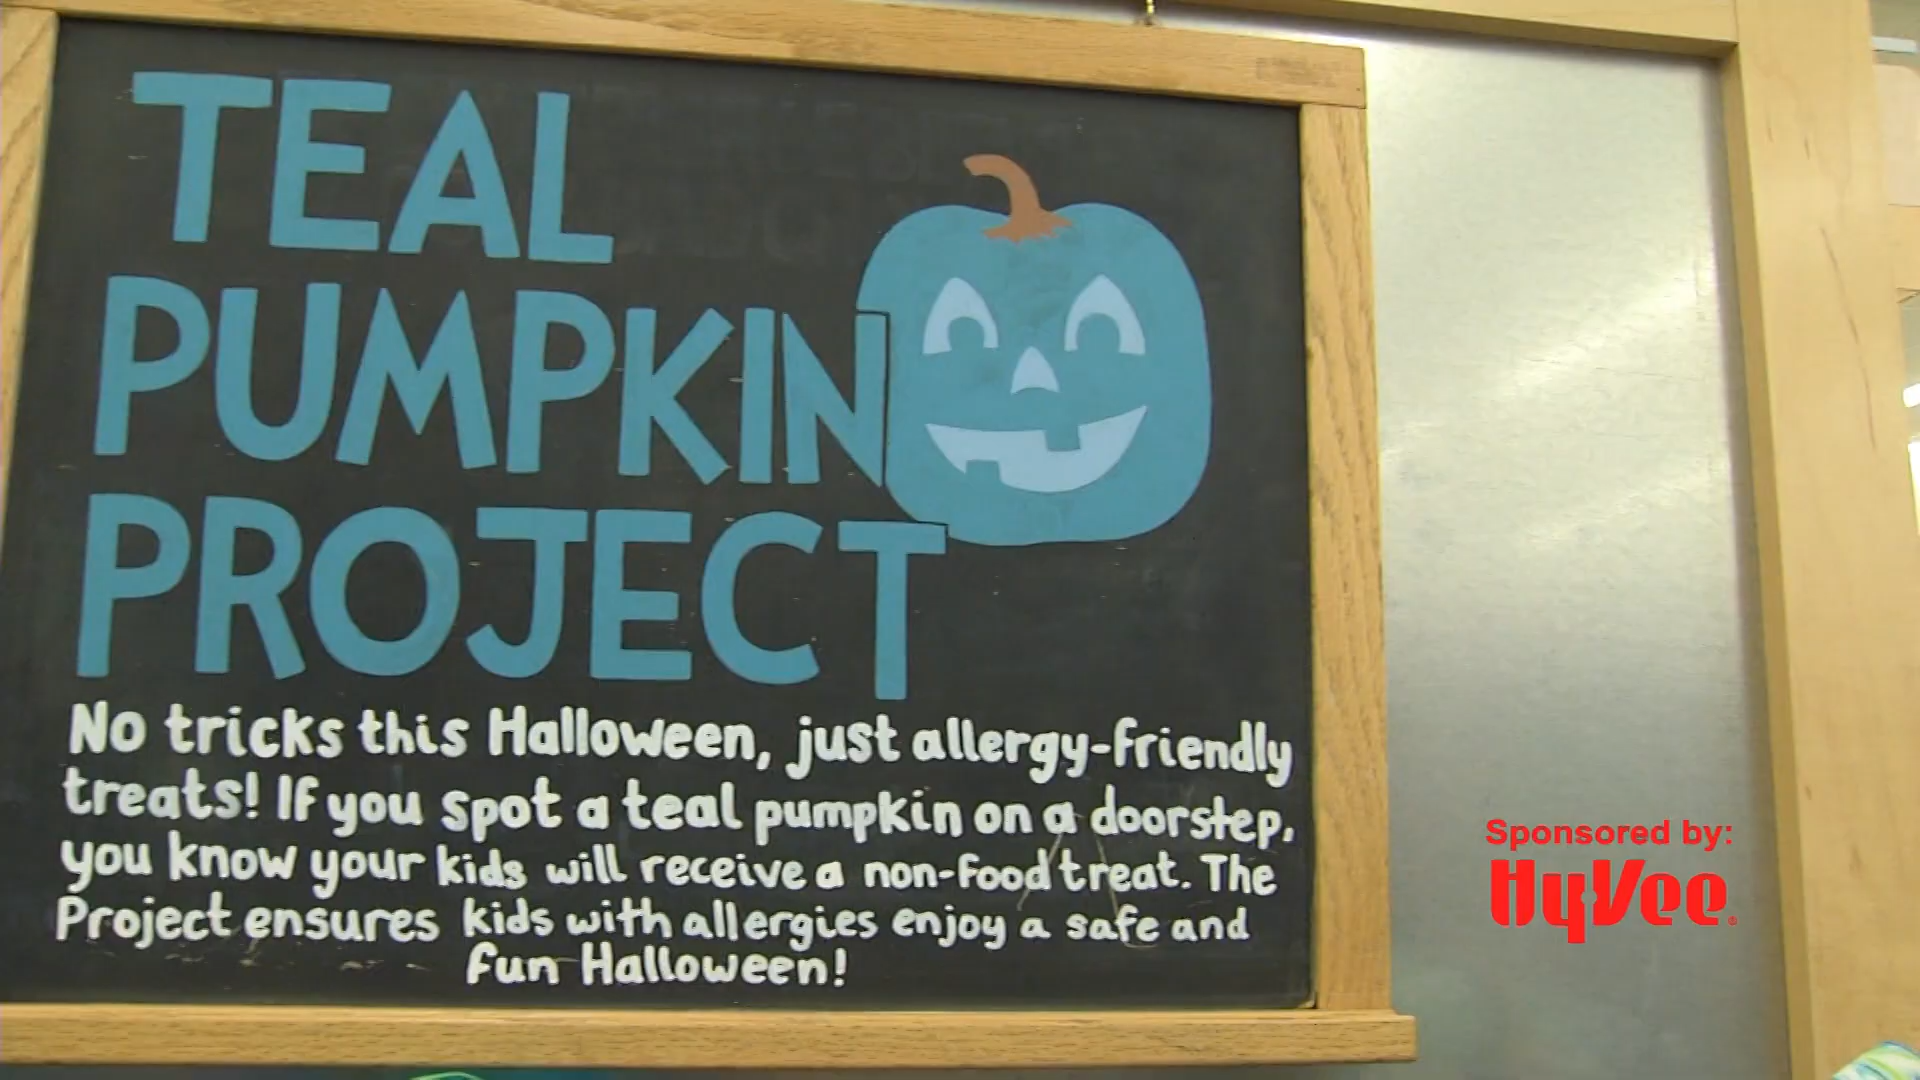 TEAL
PUMPKIN
PROJECT
No tricks this Halloween, just allergy-friendly
treats! If you spot a teal pumpkin on a doorstep,
you know your kids will receive a non-food treat. The
Project ensures kids with allergies enjoy a safe and
fun Halloween!
Sponsored by:
HyVee®